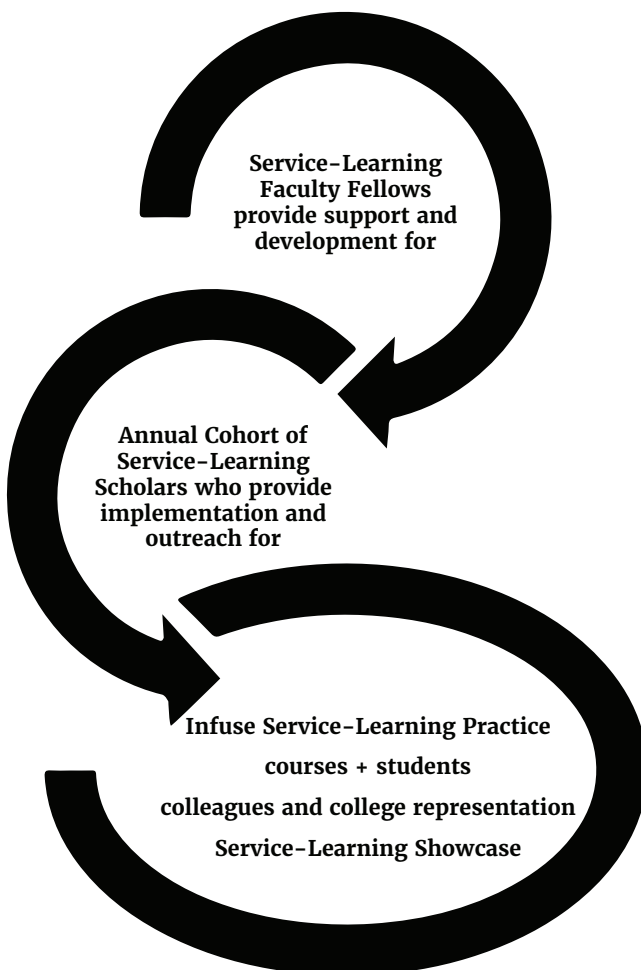 Service-Learning
Faculty Fellows
provide support and
development for
Annual Cohort of
Service-Learning
Scholars who provide
implementation and
outreach for
Infuse Service-Learning Practice
courses + students
colleagues and college representation
Service-Learning Showcase